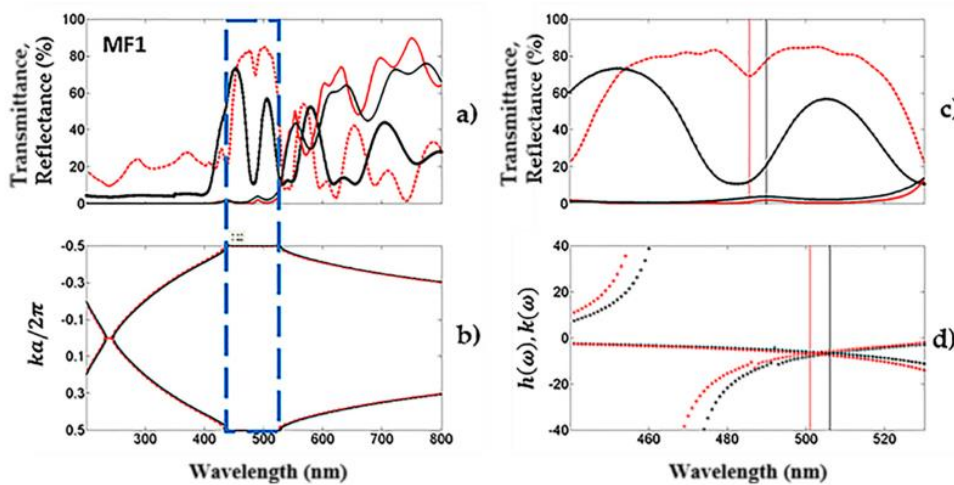 Transmittance,
Reflectance (%)
100
80
60
40
20
0
MF1
a)
-0.5
-0.3
-0.1
0.1
0.3
0.5
ka/2π
b)
200 300 400 500 600 700 800
Wavelength (nm)
Transmittance,
Reflectance (%)
100
80
60
40
20
0
c)
40
20
0
-20
-40
h(ω), k(ω)
d)
460 480 500 520
Wavelength (nm)